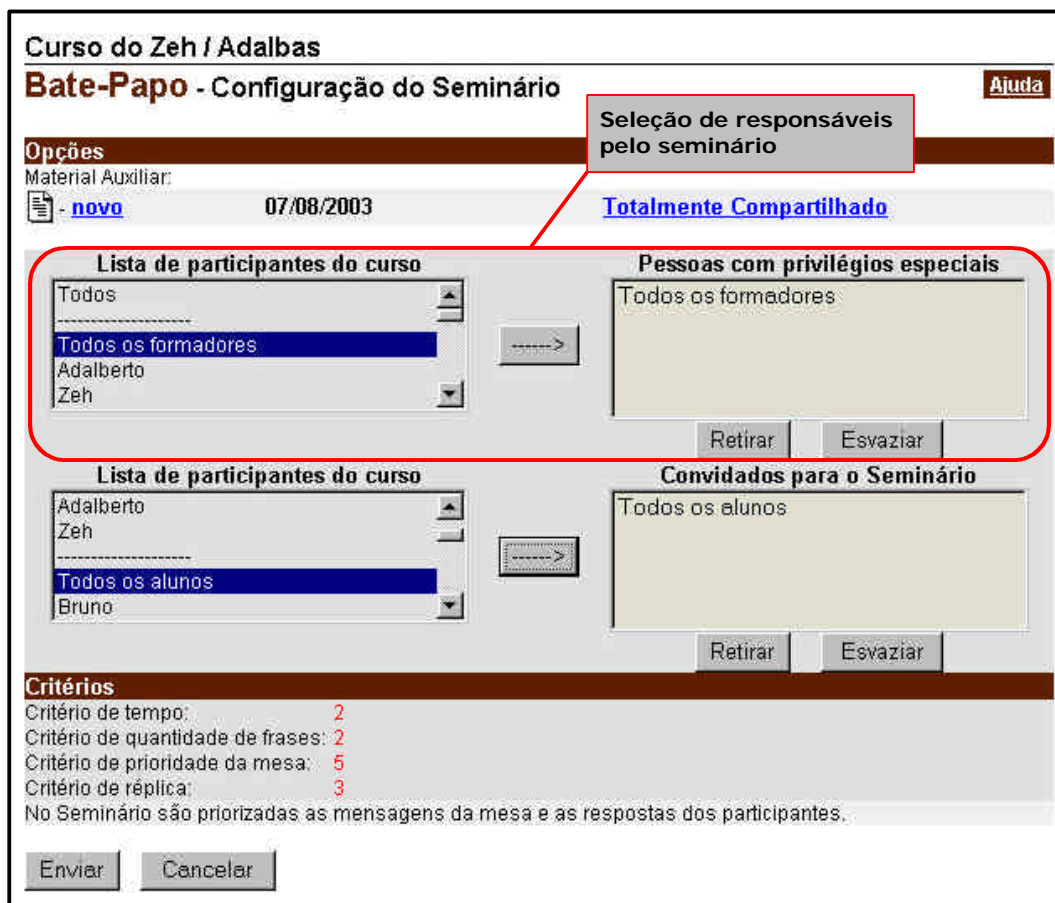 Curso do Zeh / Adalbas
Bate-Papo - Configuração do Seminário
Ajuda
Seleção de responsáveis
pelo seminário
Opções
Material Auxiliar:
- novo 07/08/2003 Totalmente Compartilhado
Lista de participantes do curso
Pessoas com privilégios especiais
Todos
--------------------
Todos os formadores
Adalberto
Zeh
------>
Todos os formadores
Retirar Esvaziar
Lista de participantes do curso
Convidados para o Seminário
Adalberto
Zeh
--------------------
Todos os alunos
Bruno
------>
Todos os alunos
Retirar Esvaziar
Critérios
Critério de tempo: 2
Critério de quantidade de frases: 2
Critério de prioridade da mesa: 5
Critério de réplica: 3
No Seminário são priorizadas as mensagens da mesa e as respostas dos participantes.
Enviar Cancelar